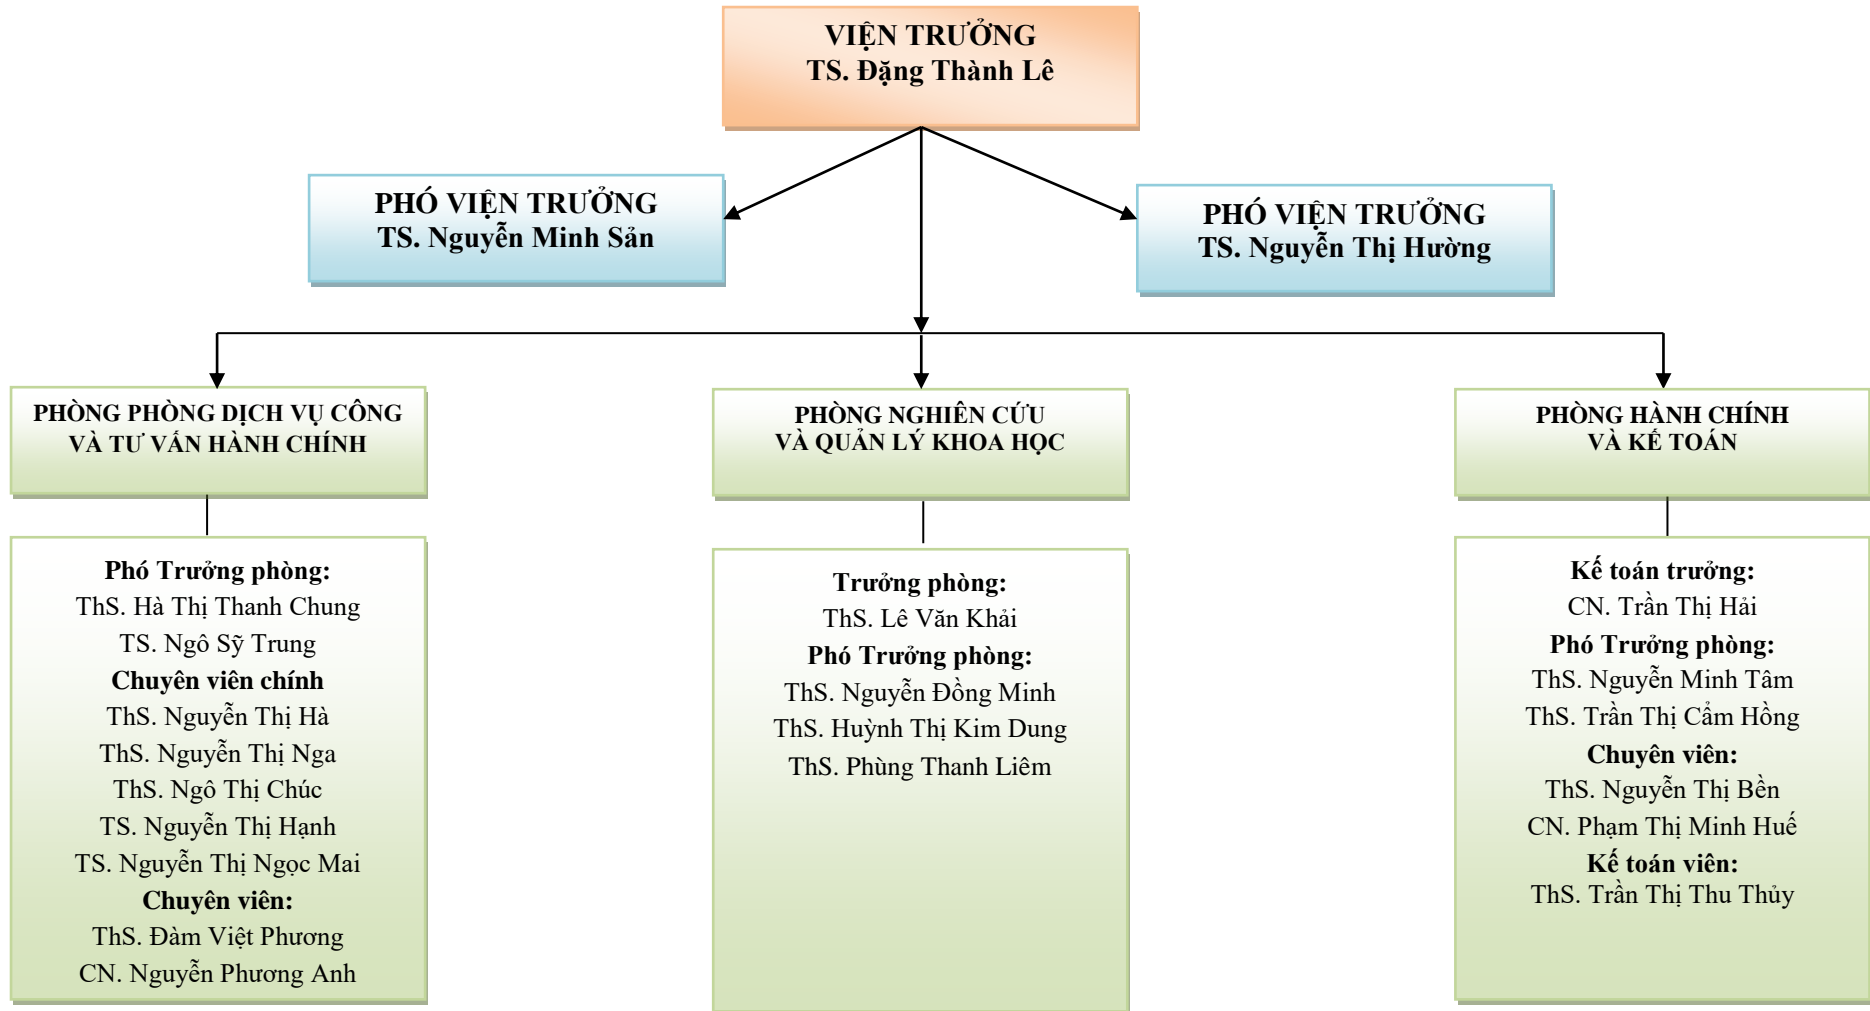 VIỆN TRƯỞNG
TS. Đặng Thành Lê
PHÓ VIỆN TRƯỞNG
TS. Nguyễn Minh Sản
PHÓ VIỆN TRƯỞNG
TS. Nguyễn Thị Hường
PHÒNG PHÒNG DỊCH VỤ CÔNG
VÀ TƯ VẤN HÀNH CHÍNH
Phó Trưởng phòng:
ThS. Hà Thị Thanh Chung
TS. Ngô Sỹ Trung
Chuyên viên chính
ThS. Nguyễn Thị Hà
ThS. Nguyễn Thị Nga
ThS. Ngô Thị Chúc
TS. Nguyễn Thị Hạnh
TS. Nguyễn Thị Ngọc Mai
Chuyên viên:
ThS. Đàm Việt Phương
CN. Nguyễn Phương Anh
PHÒNG NGHIÊN CỨU
VÀ QUẢN LÝ KHOA HỌC
Trưởng phòng:
ThS. Lê Văn Khải
Phó Trưởng phòng:
ThS. Nguyễn Đồng Minh
ThS. Huỳnh Thị Kim Dung
ThS. Phùng Thanh Liêm
PHÒNG HÀNH CHÍNH
VÀ KẾ TOÁN
Kế toán trưởng:
CN. Trần Thị Hải
Phó Trưởng phòng:
ThS. Nguyễn Minh Tâm
ThS. Trần Thị Cẩm Hồng
Chuyên viên:
ThS. Nguyễn Thị Bền
CN. Phạm Thị Minh Huế
Kế toán viên:
ThS. Trần Thị Thu Thủy